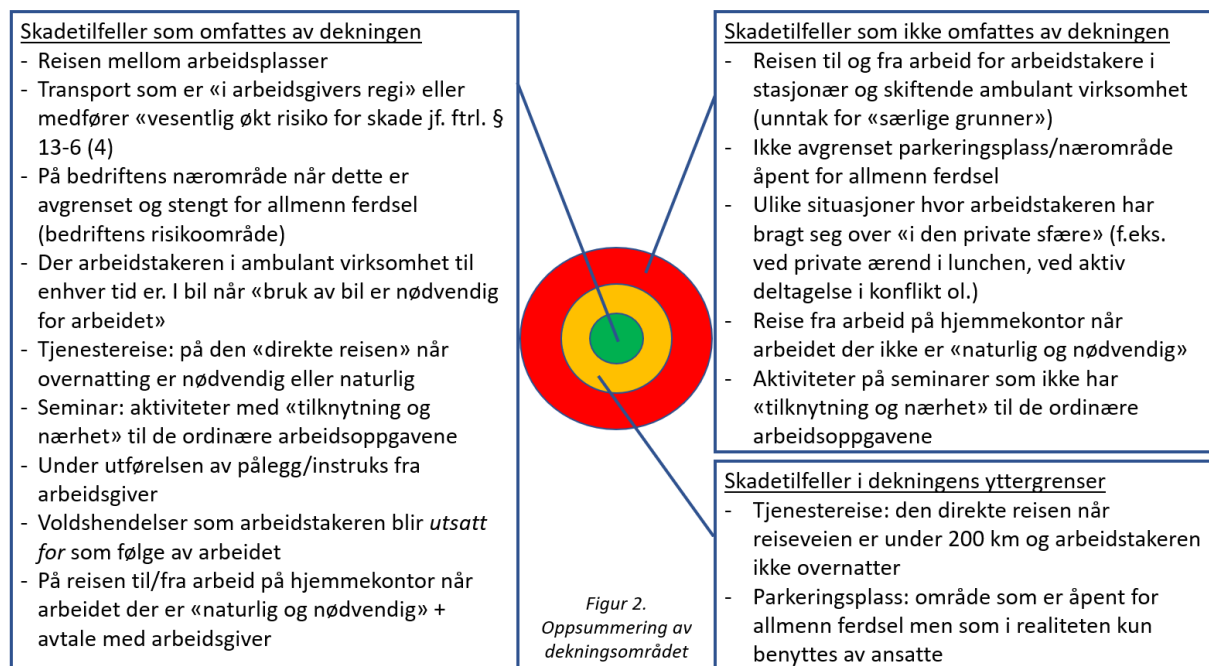 Skadetilfeller som omfattes av dekningen
- Reisen mellom arbeidsplasser
- Transport som er «i arbeidsgivers regi» eller
medfører «vesentlig økt risiko for skade jf. ftrl. §
13-6 (4)
- På bedriftens nærområde når dette er
avgrenset og stengt for allmenn ferdsel
(bedriftens risikoområde)
- Der arbeidstakeren i ambulant virksomhet til
enhver tid er. I bil når «bruk av bil er nødvendig
for arbeidet»
- Tjenestereise: på den «direkte reisen» når
overnatting er nødvendig eller naturlig
- Seminar: aktiviteter med «tilknytning og
nærhet» til de ordinære arbeidsoppgavene
- Under utførelsen av pålegg/instruks fra
arbeidsgiver
- Voldshendelser som arbeidstakeren blir utsatt
for som følge av arbeidet
- På reisen til/fra arbeid på hjemmekontor når
arbeidet der er «naturlig og nødvendig» +
avtale med arbeidsgiver
Figur 2.
Oppsummering av
dekningsområdet
Skadetilfeller som ikke omfattes av dekningen
- Reisen til og fra arbeid for arbeidstakere i
stasjonær og skiftende ambulant virksomhet
(unntak for «særlige grunner»)
- Ikke avgrenset parkeringsplass/nærområde
åpent for allmenn ferdsel
- Ulike situasjoner hvor arbeidstakeren har
bragt seg over «i den private sfære» (f.eks.
ved private ærend i lunchen, ved aktiv
deltagelse i konflikt ol.)
- Reise fra arbeid på hjemmekontor når
arbeidet der ikke er «naturlig og nødvendig»
- Aktiviteter på seminarer som ikke har
«tilknytning og nærhet» til de ordinære
arbeidsoppgavene
Skadetilfeller i dekningens yttergrenser
- Tjenestereise: den direkte reisen når
reiseveien er under 200 km og arbeidstakeren
ikke overnatter
- Parkeringsplass: område som er åpent for
allmenn ferdsel men som i realiteten kun
benyttes av ansatte